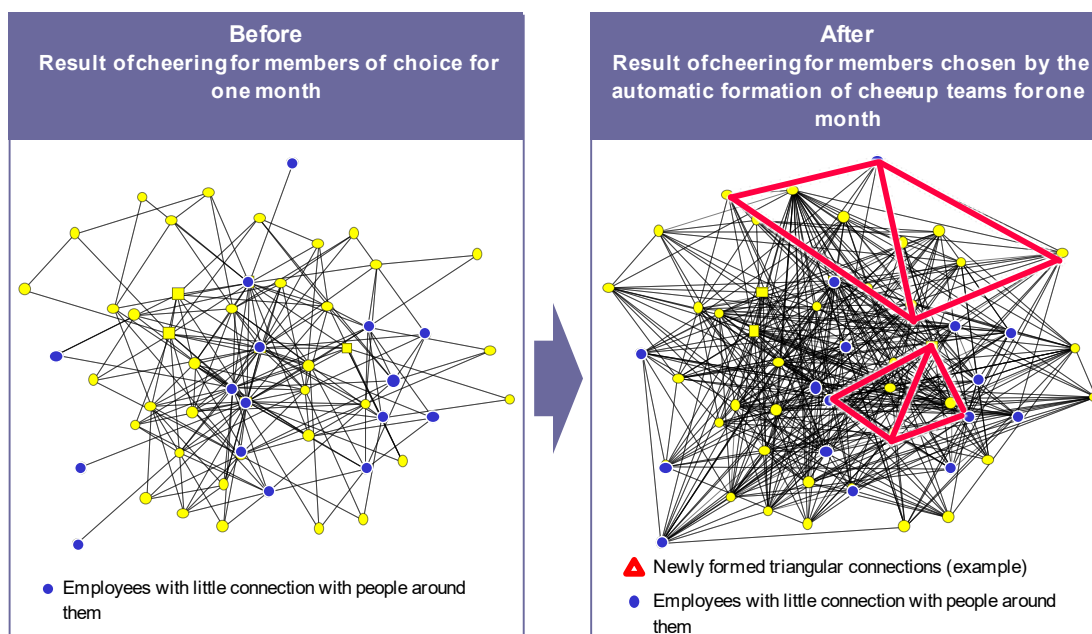 Before
Result of cheering for members of choice for
one month
After
Result of cheering for members chosen by the
automatic formation of cheer-up teams for one
month
Employees with little connection with people around
them
Newly formed triangular connections (example)
Employees with little connection with people around
them